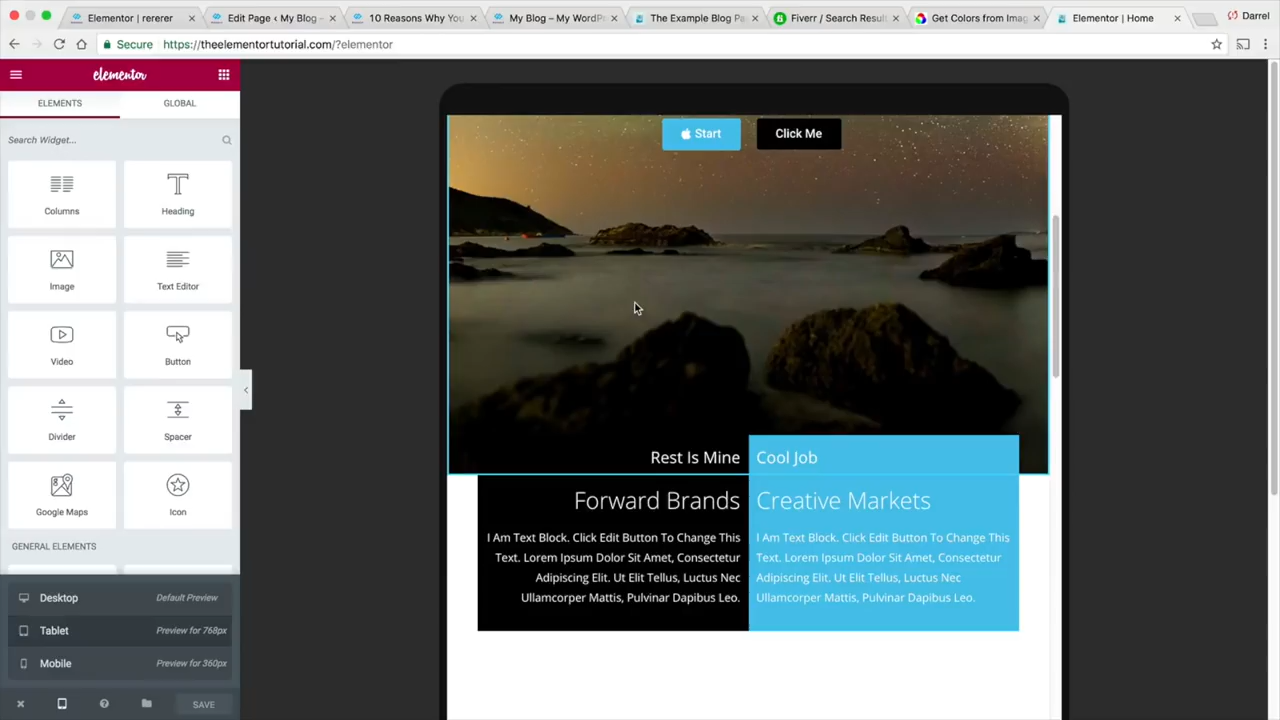 Elementor | rererer
Edit Page ‹ My Blog –
10 Reasons Why You
My Blog – My WordP
The Example Blog Pa
Fiverr / Search Resul
Get Colors from Imag
Elementor | Home
Darrel
Secure https://theelementortutorial.com/?elementor
elementor
ELEMENTS GLOBAL
Search Widget...
Columns Heading
Image Text Editor
Video Button
Divider Spacer
Google Maps Icon
GENERAL ELEMENTS
Desktop Default Preview
Tablet Preview for 768px
Mobile Preview for 360px
SAVE
Start Click Me
Rest Is Mine
Forward Brands
I Am Text Block. Click Edit Button To Change This
Text. Lorem Ipsum Dolor Sit Amet, Consectetur
Adipiscing Elit. Ut Elit Tellus, Luctus Nec
Ullamcorper Mattis, Pulvinar Dapibus Leo.
Cool Job
Creative Markets
I Am Text Block. Click Edit Button To Change This
Text. Lorem Ipsum Dolor Sit Amet, Consectetur
Adipiscing Elit. Ut Elit Tellus, Luctus Nec
Ullamcorper Mattis, Pulvinar Dapibus Leo.